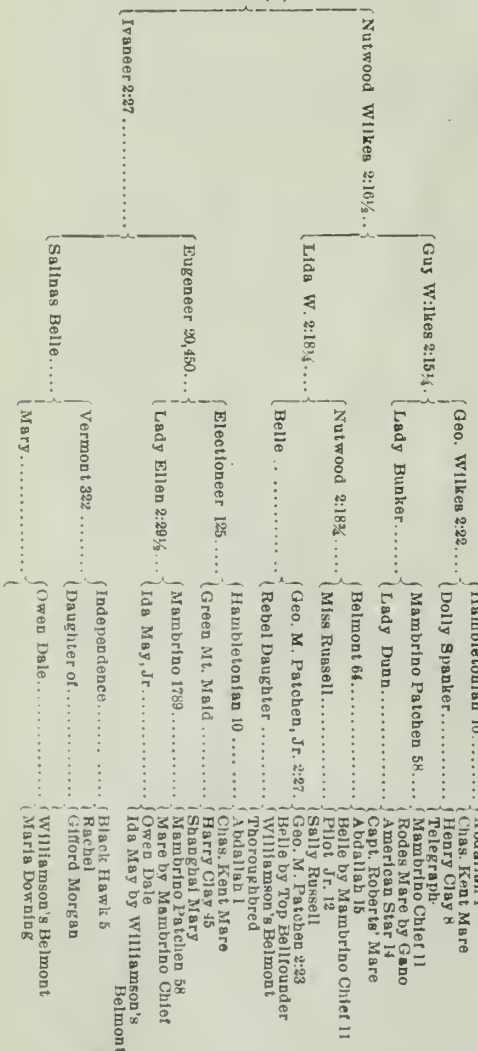 Nutwood Wilkes 2:16½..
Ivaneer 2:27 ..............
Guy Wilkes 2:15¼.
Lida W. 2:18¼....
Eugeneer 20,450...
Salinas Belle.....
Geo. Wilkes 2:22....
Lady Bunker ......
Nutwood 2:18¾ .....
Belle .. .........
Electioneer 125....
Lady Ellen 2:29½...
Vermont 322 ........
Mary.............
Hambletonian 10 ........
Dolly Spanker..........
Mambrino Patchen 58....
Lady Dunn..............
Belmont 64..............
Miss Russell............
Geo. M. Patchen, Jr. 2:27.
Rebel Daughter ..........
Hambletonian 10 .... ....
Green Mt. Maid ..........
Mambrino 1789...........
Ida May, Jr.............
Independence...... ......
Daughter of..............
Owen Dale................
Chas. Kent Mare
Henry Clay 8
Telegraph
Mambrino Chief 11
Rodes Mare by Gano
American Star 14
Capt. Roberts' Mare
Abdallah 15
Belle by Mambrino Chief 11
Pilot Jr. 12
Sally Russell
Geo. M. Patchen 2:23
Belle by Top Bellfounder
Williamson's Belmont
Thoroughbred
Abdallah 1
Chas. Kent Mare
Harry Clay 45
Shanghai Mary
Mambrino Patchen 58
Mare by Mambrino Chief
Owen Dale
Ida May by Williamson's
Belmont
Black Hawk 5
Rachel
Gifford Morgan
Williamson's Belmont
Maria Downing